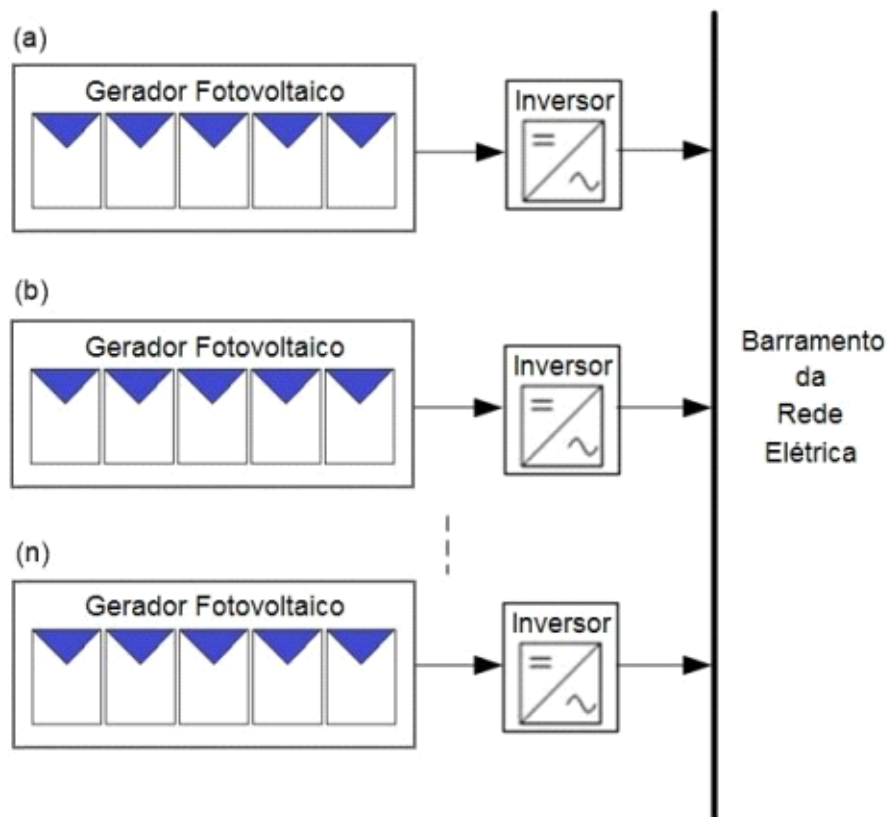 (a)
Gerador Fotovoltaico
Inversor
(b)
Gerador Fotovoltaico
Inversor
Barramento
da
Rede
Elétrica
(n)
Gerador Fotovoltaico
Inversor